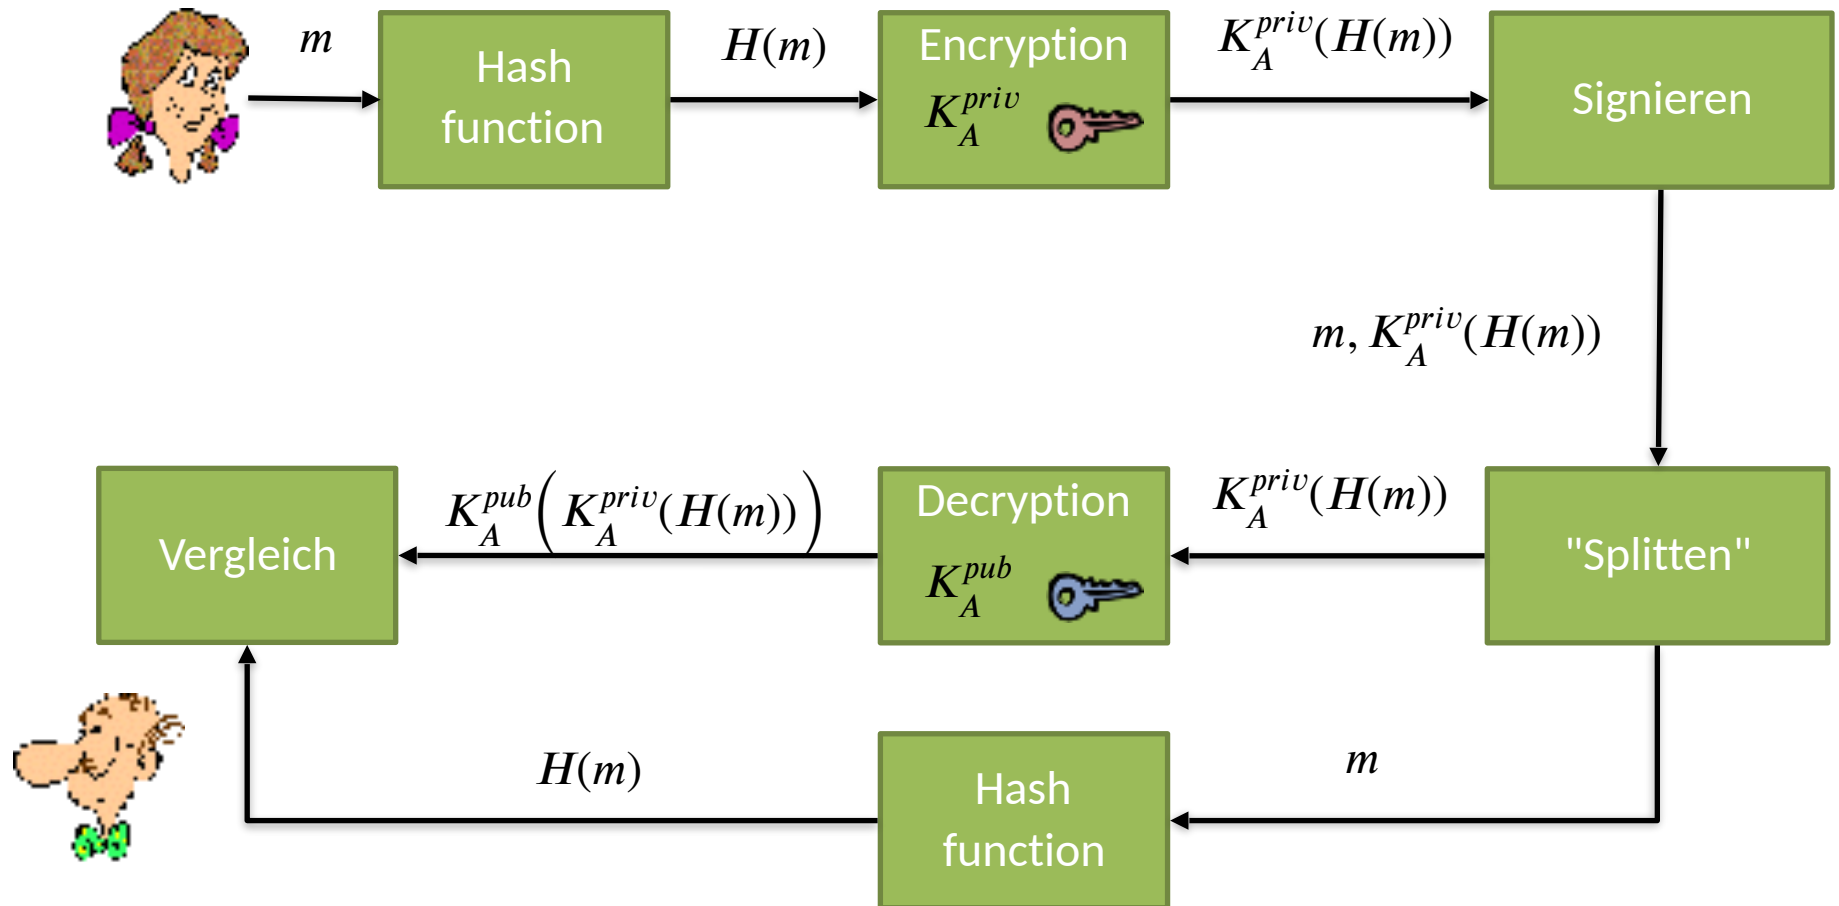 m
Hash
function
H(m)
Encryption
K_A^{priv}
K_A^{priv}(H(m))
Signieren
m, K_A^{priv}(H(m))
Vergleich
K_A^{pub}(K_A^{priv}(H(m)))
Decryption
K_A^{pub}
K_A^{priv}(H(m))
"Splitten"
H(m)
Hash
function
m